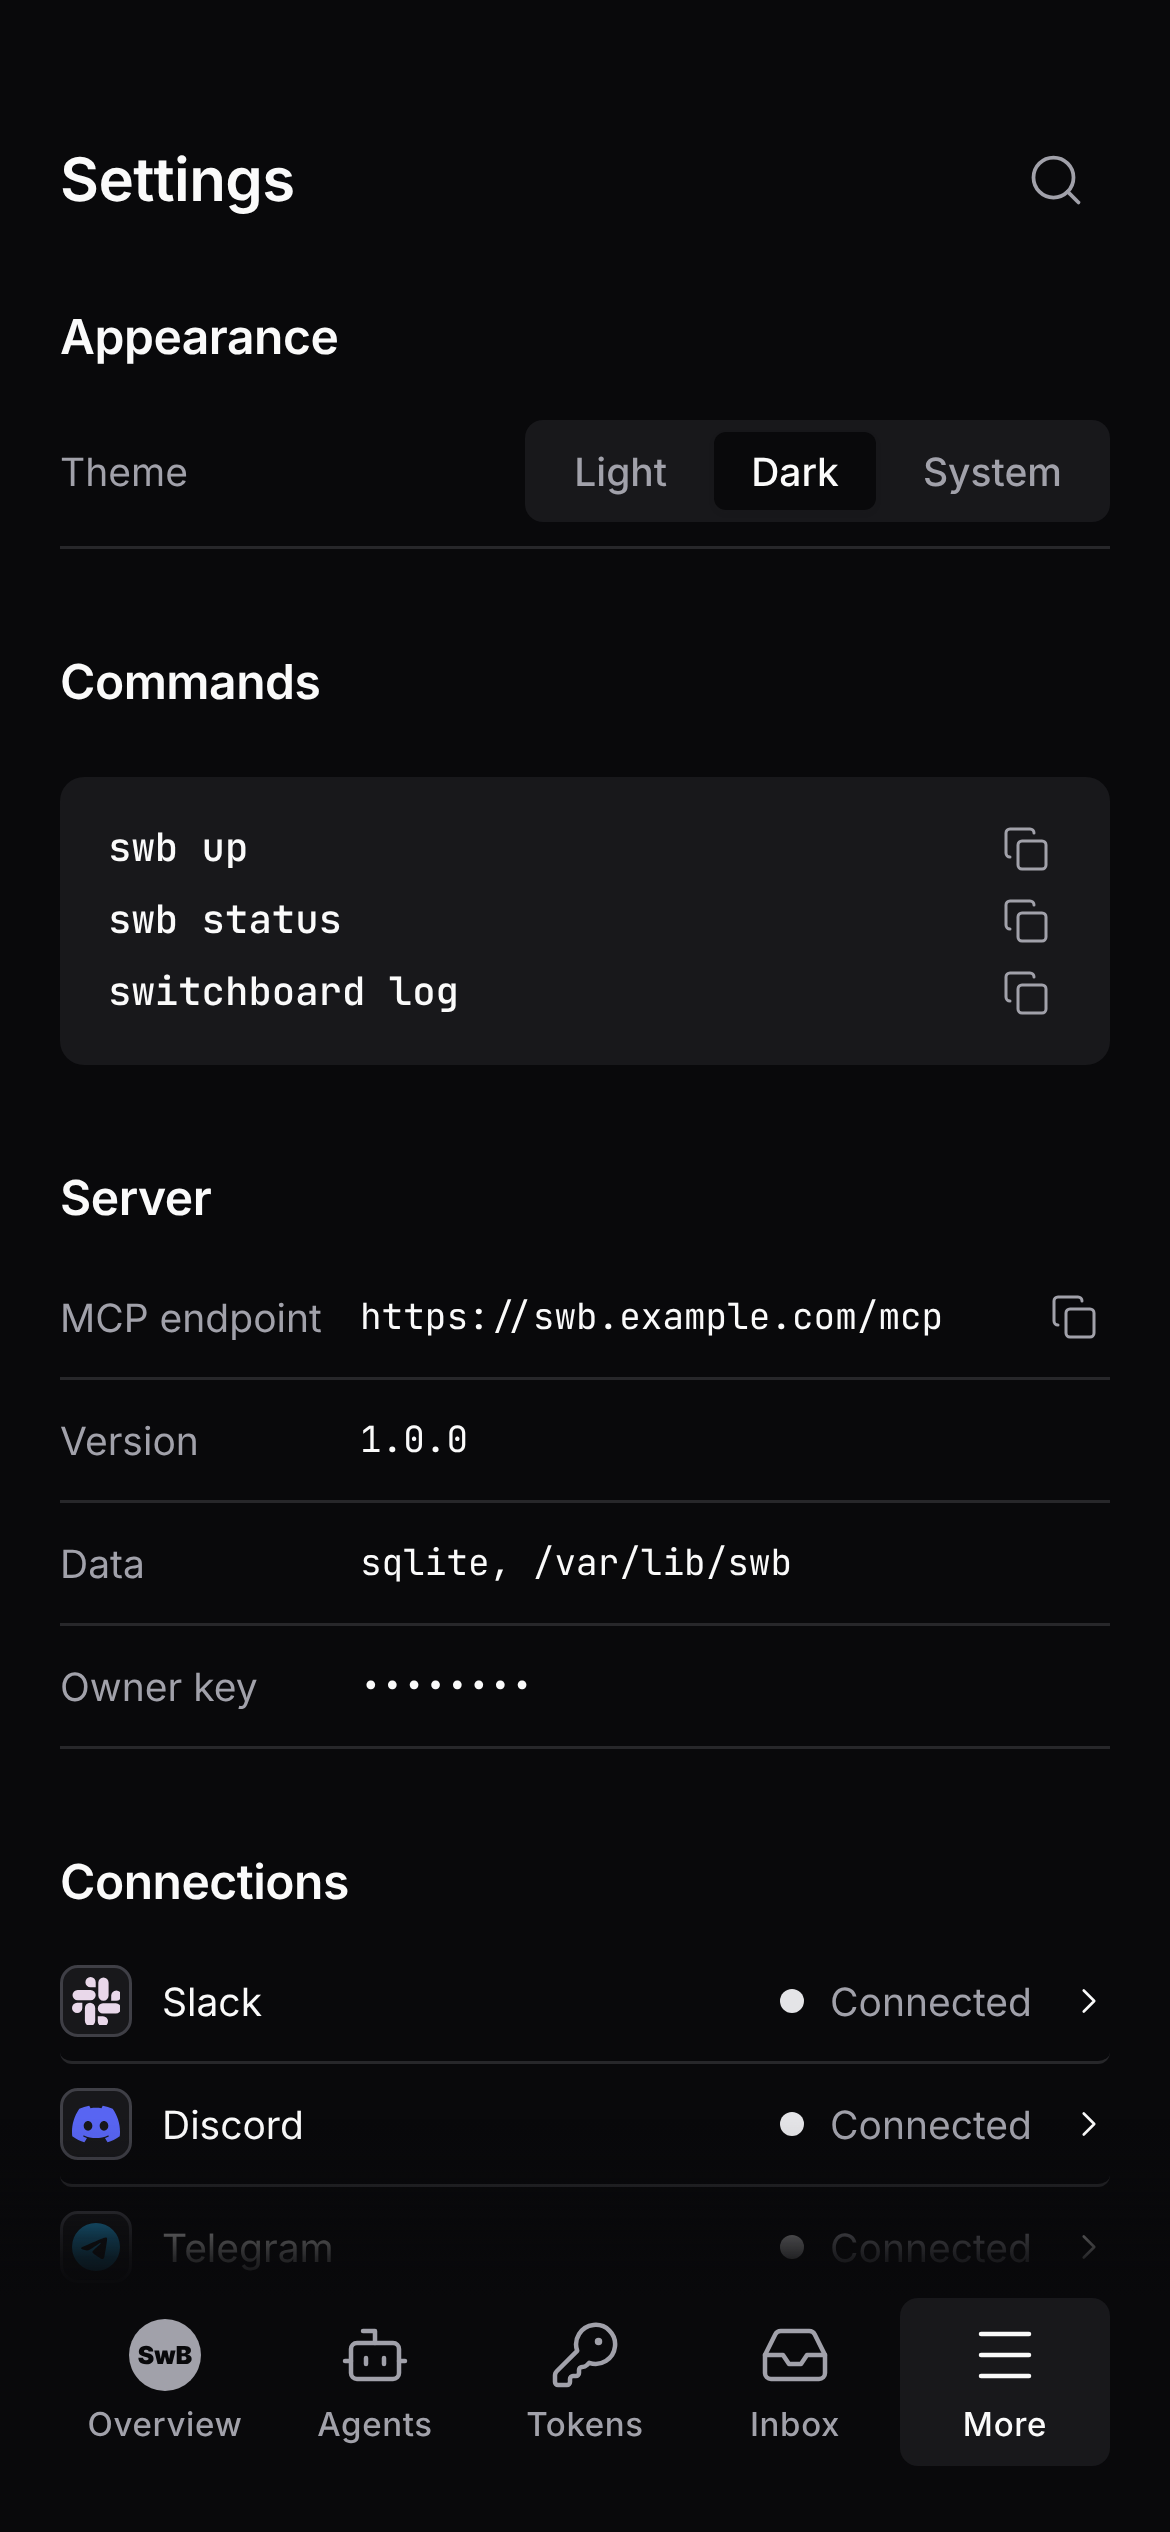 Settings
Appearance
Theme Light Dark System
Commands
swb up
swb status
switchboard log
Server
MCP endpoint https://swb.example.com/mcp
Version 1.0.0
Data sqlite, /var/lib/swb
Owner key ••••••••
Connections
Slack Connected
Discord Connected
Telegram Connected
SwB
Overview Agents Tokens Inbox More